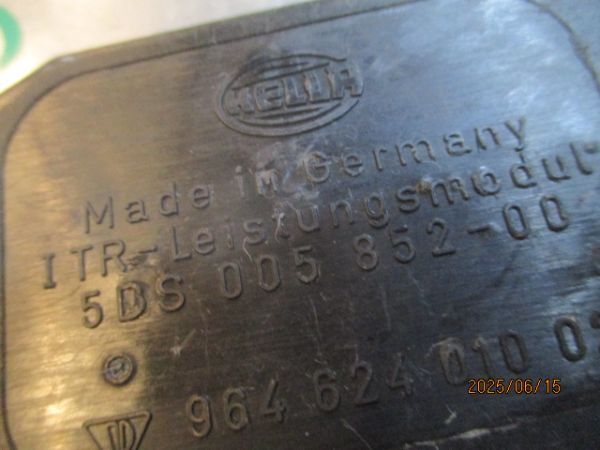 HELLA
Made in Germany
ITR-Leistungsmodul
5DS 005 852-00
964 624 010 0
2025/06/15